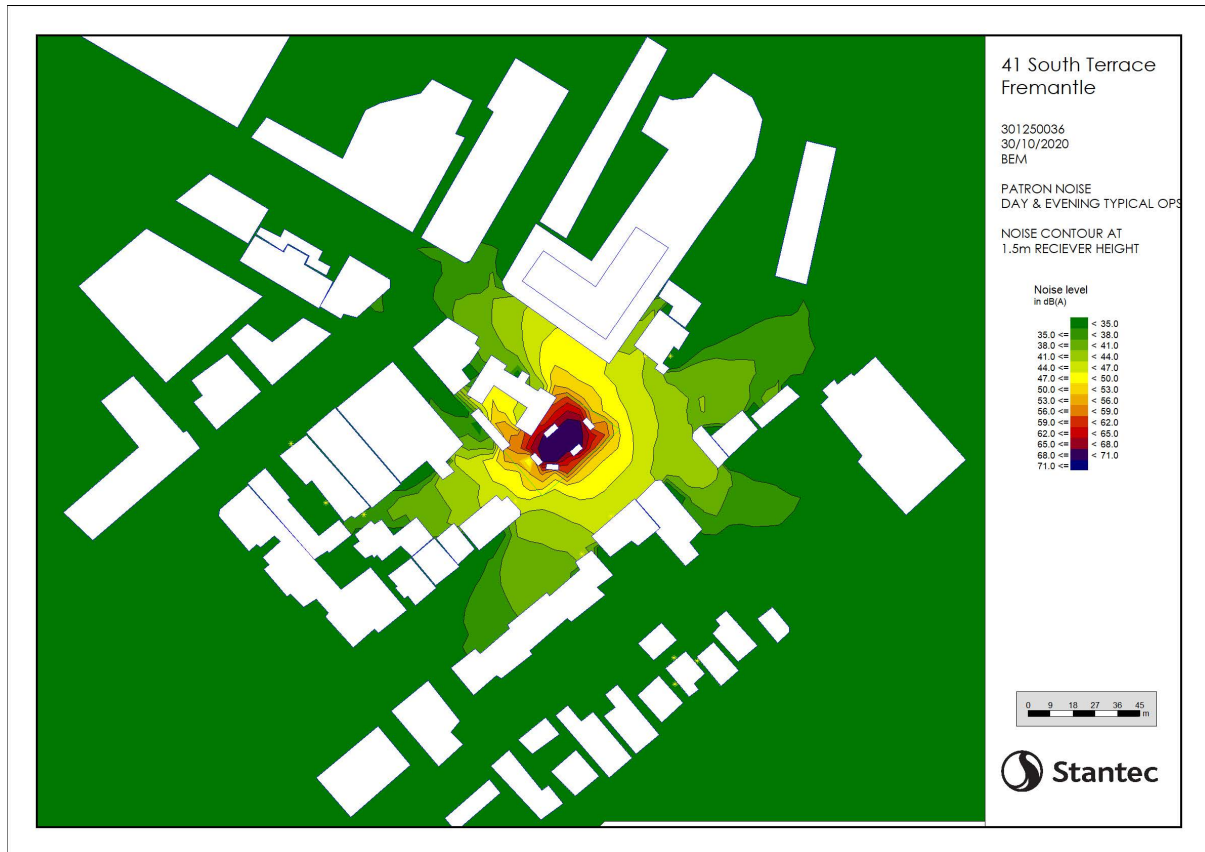 41 South Terrace
Fremantle
301250036
30/10/2020
BEM
PATRON NOISE
DAY & EVENING TYPICAL OPS
NOISE CONTOUR AT
1.5m RECIEVER HEIGHT
Noise level
in dB(A)
< 35.0
35.0 <= < 38.0
38.0 <= < 41.0
41.0 <= < 44.0
44.0 <= < 47.0
47.0 <= < 50.0
50.0 <= < 53.0
53.0 <= < 56.0
56.0 <= < 59.0
59.0 <= < 62.0
62.0 <= < 65.0
65.0 <= < 68.0
68.0 <= < 71.0
71.0 <=
0 9 18 27 36 45
m
Stantec